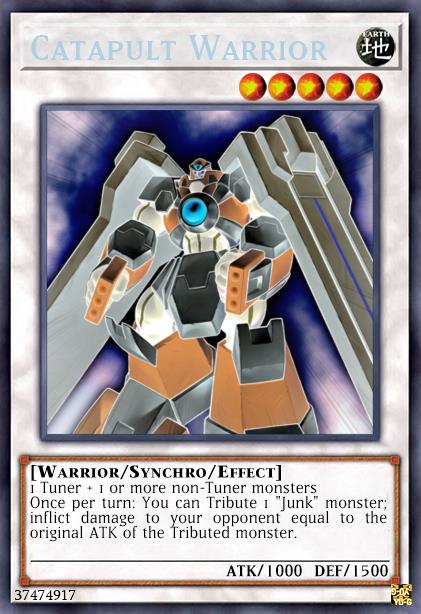 CATAPULT WARRIOR
EARTH
地
[WARRIOR/SYNCHRO/EFFECT]
1 Tuner + 1 or more non-Tuner monsters
Once per turn: You can Tribute 1 "Junk" monster;
inflict damage to your opponent equal to the
original ATK of the Tributed monster.
ATK/1000 DEF/1500
37474917